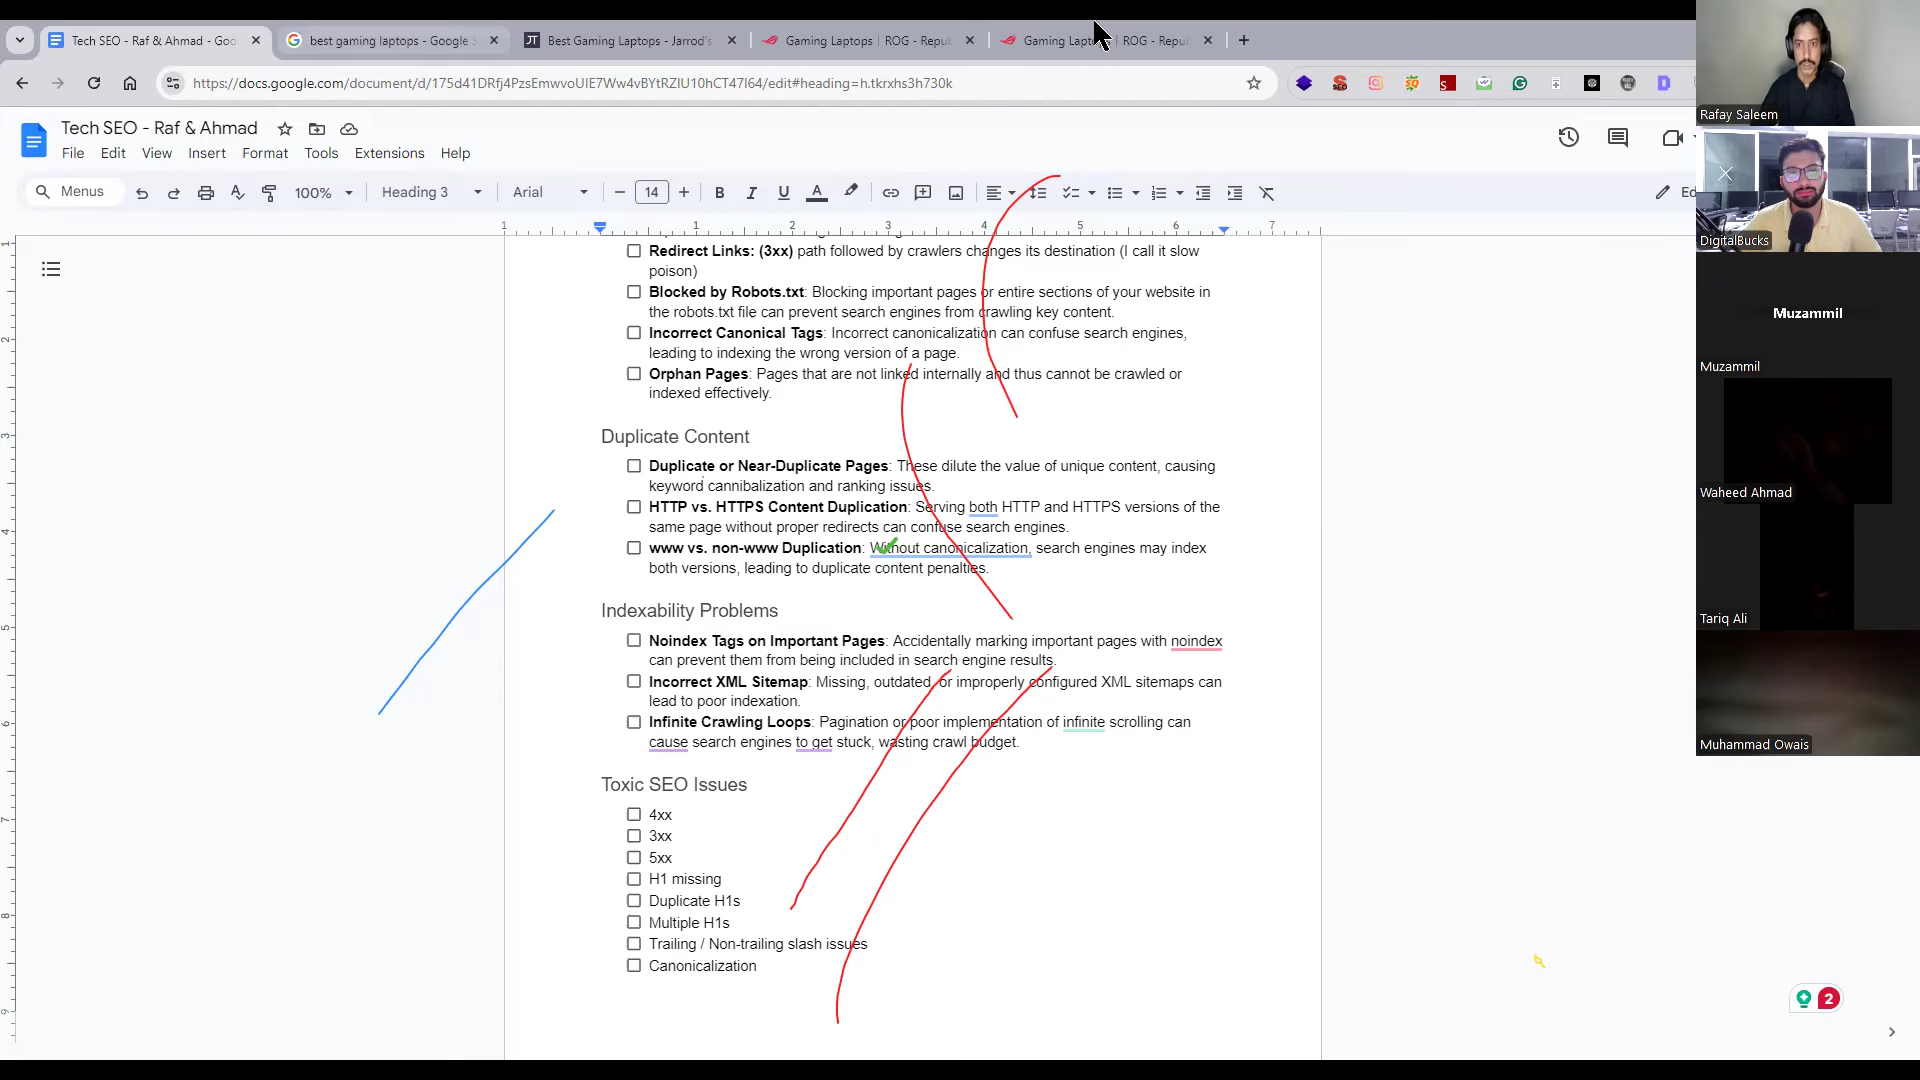 Tech SEO - Raf & Ahmad - Goo
best gaming laptops - Google S
Best Gaming Laptops - Jarrod's
Gaming Laptops | ROG - Repu
Gaming Lap | ROG - Repu
https://docs.google.com/document/d/175d41DRfj4PzsEmwvoUIE7Ww4vBYtRZIU10hCT47I64/edit#heading=h.tkrxhs3h730k
Tech SEO - Raf & Ahmad
File Edit View Insert Format Tools Extensions Help
Menus 100% Heading 3 Arial 14 Ed
1 1 2 3 4 5 6 7
Redirect Links: (3xx) path followed by crawlers changes its destination (I call it slow
poison)
Blocked by Robots.txt: Blocking important pages or entire sections of your website in
the robots.txt file can prevent search engines from crawling key content.
Incorrect Canonical Tags: Incorrect canonicalization can confuse search engines,
leading to indexing the wrong version of a page.
Orphan Pages: Pages that are not linked internally and thus cannot be crawled or
indexed effectively.
Duplicate Content
Duplicate or Near-Duplicate Pages: These dilute the value of unique content, causing
keyword cannibalization and ranking issues.
HTTP vs. HTTPS Content Duplication: Serving both HTTP and HTTPS versions of the
same page without proper redirects can confuse search engines.
www vs. non-www Duplication: Without canonicalization, search engines may index
both versions, leading to duplicate content penalties.
Indexability Problems
Noindex Tags on Important Pages: Accidentally marking important pages with noindex
can prevent them from being included in search engine results.
Incorrect XML Sitemap: Missing, outdated, or improperly configured XML sitemaps can
lead to poor indexation.
Infinite Crawling Loops: Pagination or poor implementation of infinite scrolling can
cause search engines to get stuck, wasting crawl budget.
Toxic SEO Issues
4xx
3xx
5xx
H1 missing
Duplicate H1s
Multiple H1s
Trailing / Non-trailing slash issues
Canonicalization
2
Rafay Saleem
DigitalBucks
Muzammil
Muzammil
Waheed Ahmad
Tariq Ali
Muhammad Owais